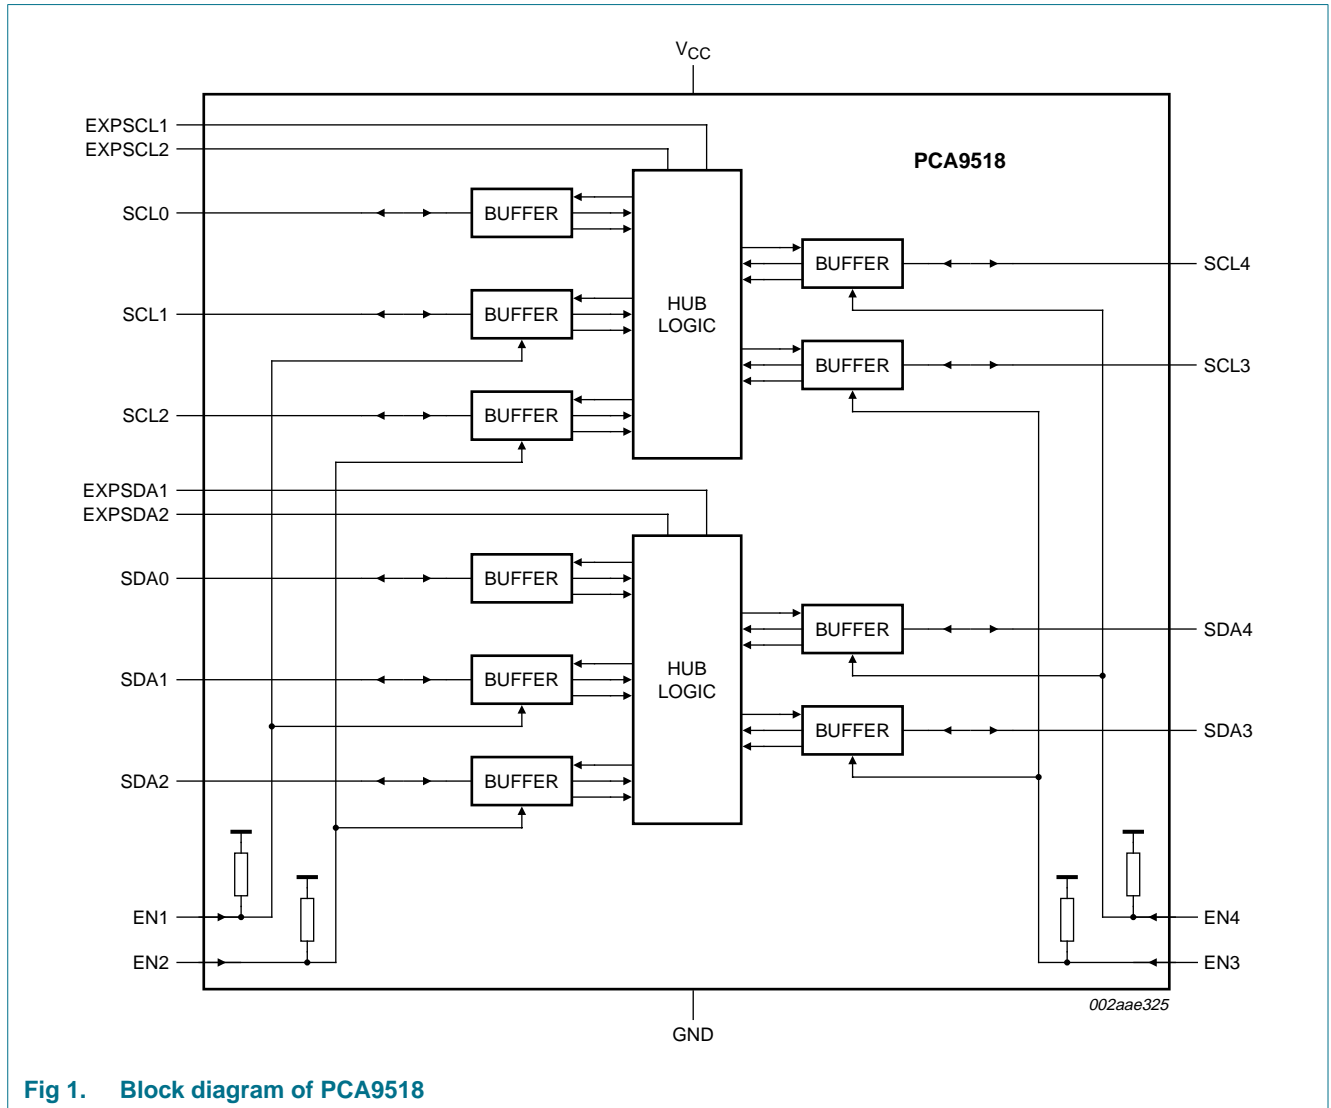 VCC
EXPSCL1
EXPSCL2
PCA9518
SCL0
BUFFER
BUFFER
SCL4
SCL1
BUFFER
HUB
LOGIC
BUFFER
SCL3
SCL2
BUFFER
EXPSDA1
EXPSDA2
SDA0
BUFFER
BUFFER
SDA4
SDA1
BUFFER
HUB
LOGIC
BUFFER
SDA3
SDA2
BUFFER
EN1
EN4
EN2
EN3
002aae325
GND
Fig 1. Block diagram of PCA9518